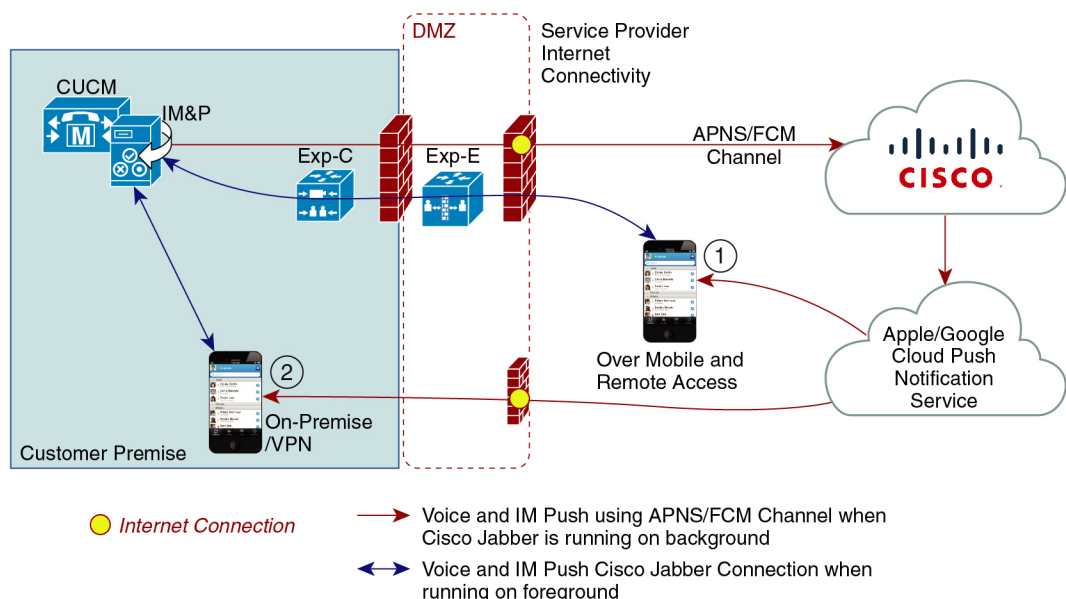 DMZ
Service Provider
Internet
Connectivity
CUCM
IM&P
M
APNS/FCM
Channel
CISCO
Exp-C
Exp-E
1
Over Mobile and
Remote Access
Apple/Google
Cloud Push
Notification
Service
2
On-Premise
/VPN
Customer Premise
Internet Connection
Voice and IM Push using APNS/FCM Channel when
Cisco Jabber is running on background
Voice and IM Push Cisco Jabber Connection when
running on foreground